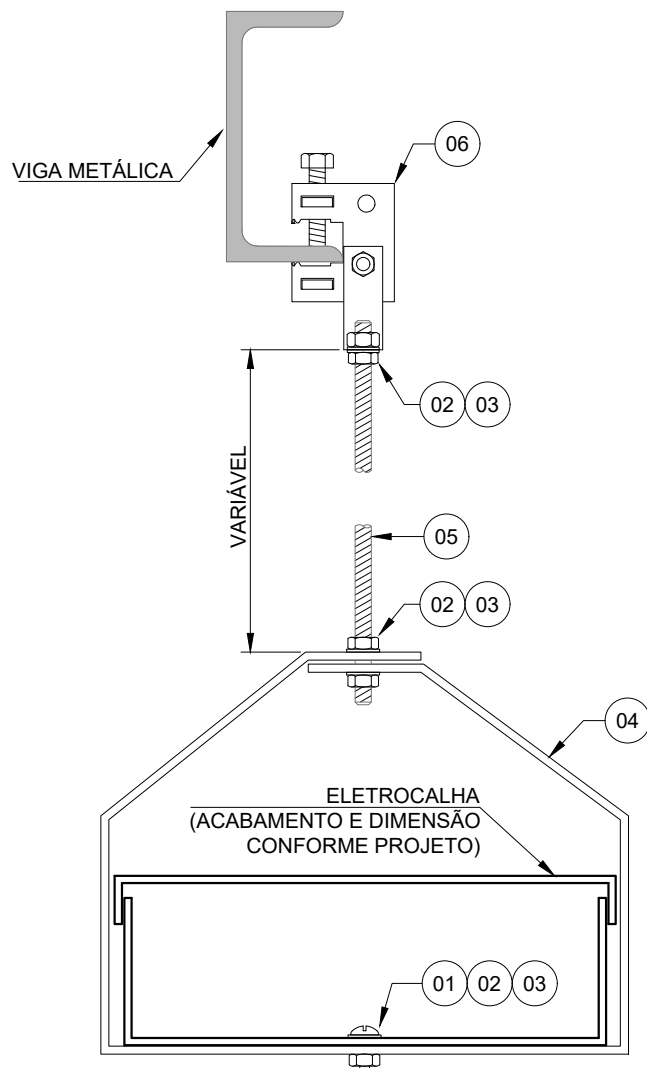 VIGA METÁLICA
06
02 03
VARIÁVEL
05
02 03
04
ELETROCALHA
(ACABAMENTO E DIMENSÃO
CONFORME PROJETO)
01 02 03